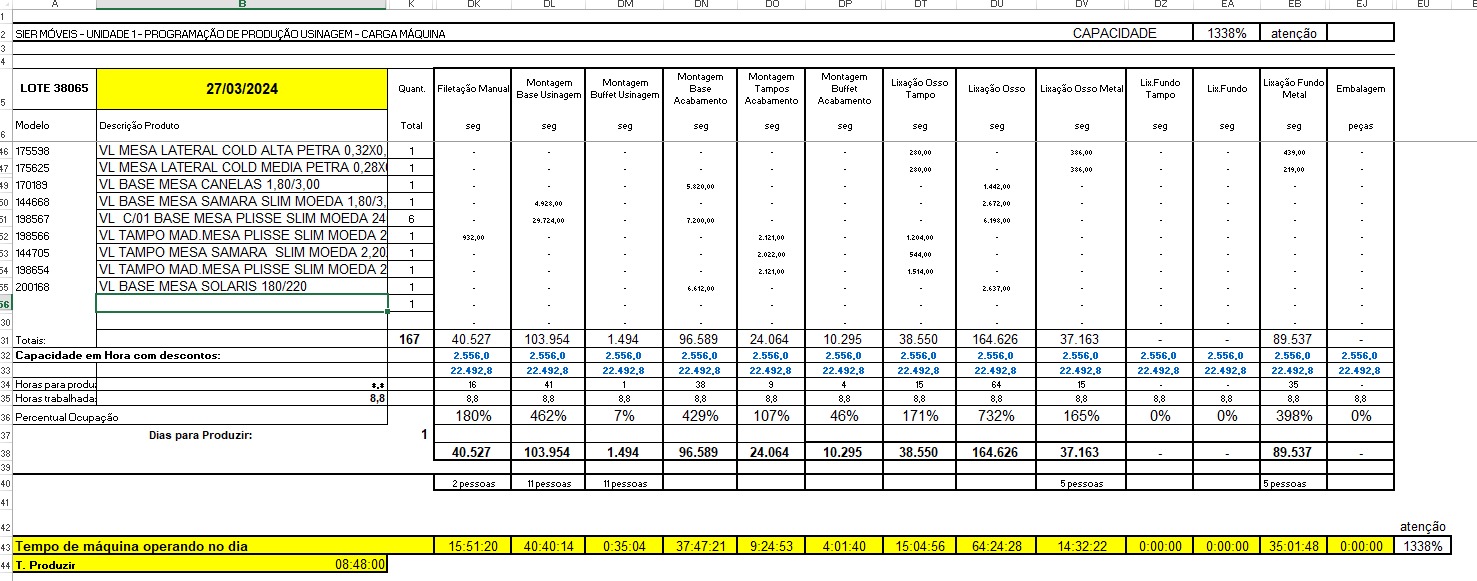 A B K DK DL DM DN DO DP DT DU DV DZ EA EB EJ EU
1
2 SIER MÓVEIS - UNIDADE 1 - PROGRAMAÇÃO DE PRODUÇÃO USINAGEM - CARGA MÁQUINA CAPACIDADE 1338% atenção
3
4
LOTE 38065 27/03/2024 Quant. Filetação Manual Montagem Base Usinagem Montagem Buffet Usinagem Montagem Base Acabamento Montagem Tampos Acabamento Montagem Buffet Acabamento Lixação Osso Tampo Lixação Osso Lixação Osso Metal Lix.Fundo Tampo Lix.Fundo Lixação Fundo Metal Embalagem
5
6 Modelo Descrição Produto Total seg seg seg seg seg seg seg seg seg seg seg seg peças
46 175598 VL MESA LATERAL COLD ALTA PETRA 0,32X0, 1 - - - - - - 280,00 - 386,00 - - 439,00 -
47 175625 VL MESA LATERAL COLD MEDIA PETRA 0,28X 1 - - - - - - 280,00 - 386,00 - - 219,00 -
49 170189 VL BASE MESA CANELAS 1,80/3,00 1 - - - 5.820,00 - - - 1.442,00 - - - - -
50 144668 VL BASE MESA SAMARA SLIM MOEDA 1,80/3, 1 - 4.928,00 - - - - - 2.672,00 - - - - -
51 198567 VL C/01 BASE MESA PLISSE SLIM MOEDA 24 6 - 29.724,00 - 7.200,00 - - - 6.198,00 - - - - -
52 198566 VL TAMPO MAD.MESA PLISSE SLIM MOEDA 2 1 932,00 - - - 2.121,00 - 1.204,00 - - - - - -
53 144705 VL TAMPO MESA SAMARA SLIM MOEDA 2,20 1 - - - - 2.022,00 - 544,00 - - - - - -
54 198654 VL TAMPO MAD.MESA PLISSE SLIM MOEDA 2 1 - - - - 2.121,00 - 1.514,00 - - - - - -
55 200168 VL BASE MESA SOLARIS 180/220 1 - - - 6.612,00 - - - 2.637,00 - - - - -
56 1 - - - - - - - - - - - - -
30 - - - - - - - - - - - - -
31 Totais: 167 40.527 103.954 1.494 96.589 24.064 10.295 38.550 164.626 37.163 - - 89.537 -
32 Capacidade em Hora com descontos: 2.556,0 2.556,0 2.556,0 2.556,0 2.556,0 2.556,0 2.556,0 2.556,0 2.556,0 2.556,0 2.556,0 2.556,0 2.556,0
33 22.492,8 22.492,8 22.492,8 22.492,8 22.492,8 22.492,8 22.492,8 22.492,8 22.492,8 22.492,8 22.492,8 22.492,8 22.492,8
34 Horas para produ *,* 16 41 1 38 9 4 15 64 15 - - 35 -
35 Horas trabalhada 8,8 8,8 8,8 8,8 8,8 8,8 8,8 8,8 8,8 8,8 8,8 8,8 8,8 8,8
36 Percentual Ocupação 180% 462% 7% 429% 107% 46% 171% 732% 165% 0% 0% 398% 0%
37 Dias para Produzir: 1
38 40.527 103.954 1.494 96.589 24.064 10.295 38.550 164.626 37.163 - - 89.537 -
39
40 2 pessoas 11 pessoas 11 pessoas 5 pessoas 5 pessoas
41
42 atenção
43 Tempo de máquina operando no dia 15:51:20 40:40:14 0:35:04 37:47:21 9:24:53 4:01:40 15:04:56 64:24:28 14:32:22 0:00:00 0:00:00 35:01:48 0:00:00 1338%
44 T. Produzir 08:48:00